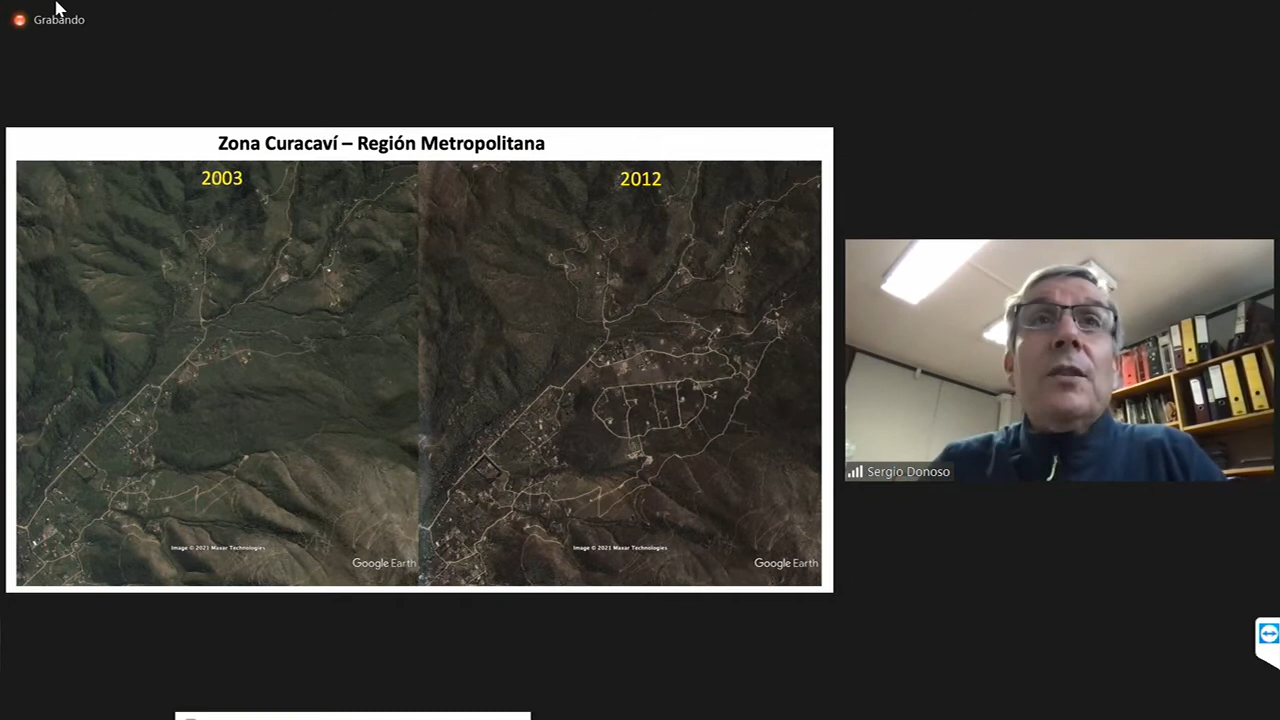 Grabando
Zona Curacaví – Región Metropolitana
2003
2012
Image © 2021 Maxar Technologies
Google Earth
Image © 2021 Maxar Technologies
Google Earth
Sergio Donoso